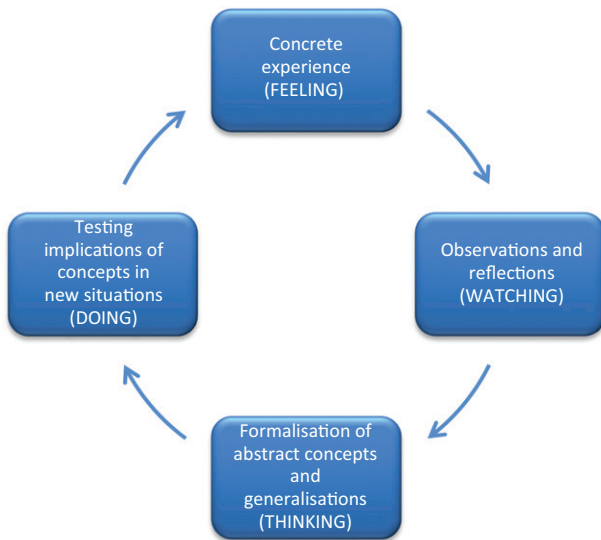 Concrete
experience
(FEELING)
Observations and
reflections
(WATCHING)
Formalisation of
abstract concepts
and
generalisations
(THINKING)
Testing
implications of
concepts in
new situations
(DOING)